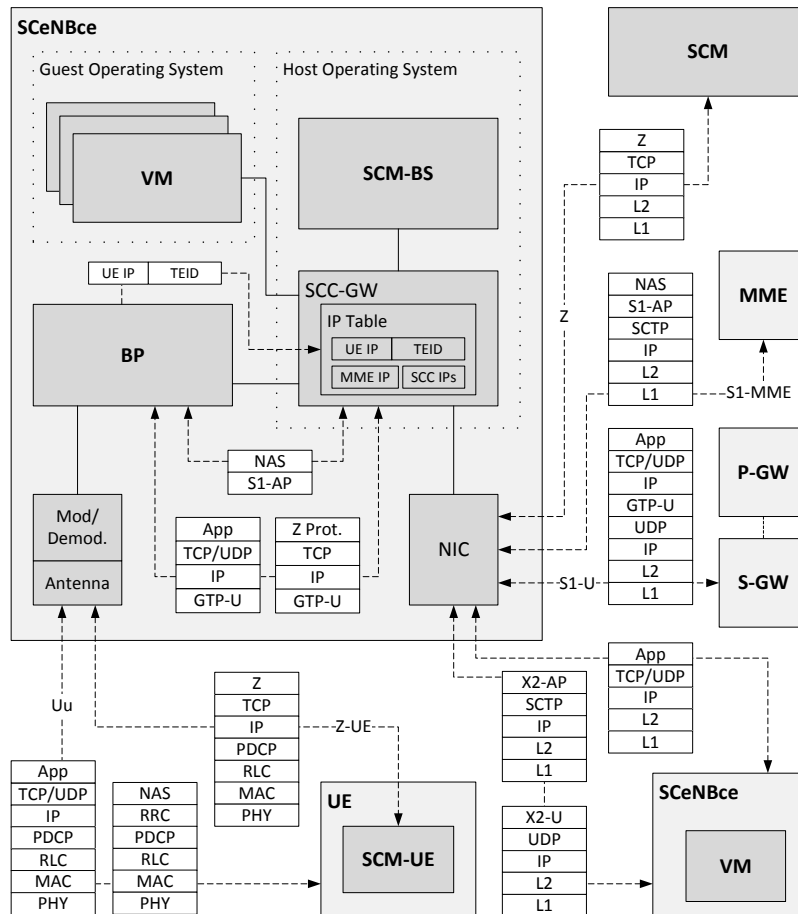 SCeNBce
Guest Operating System
Host Operating System
VM
SCM-BS
UE IP TEID
SCC-GW
IP Table
UE IP TEID
MME IP SCC IPs
BP
NAS
S1-AP
Mod/
Demod.
Antenna
App
TCP/UDP
IP
GTP-U
Z Prot.
TCP
IP
GTP-U
NIC
SCM
Z
TCP
IP
L2
L1
Z
NAS
S1-AP
SCTP
IP
L2
L1
MME
S1-MME
App
TCP/UDP
IP
GTP-U
UDP
IP
L2
L1
P-GW
S-GW
S1-U
Uu
Z
TCP
IP
PDCP
RLC
MAC
PHY
Z-UE
X2-AP
SCTP
IP
L2
L1
App
TCP/UDP
IP
L2
L1
App
TCP/UDP
IP
PDCP
RLC
MAC
PHY
NAS
RRC
PDCP
RLC
MAC
PHY
UE
SCM-UE
X2-U
UDP
IP
L2
L1
SCeNBce
VM